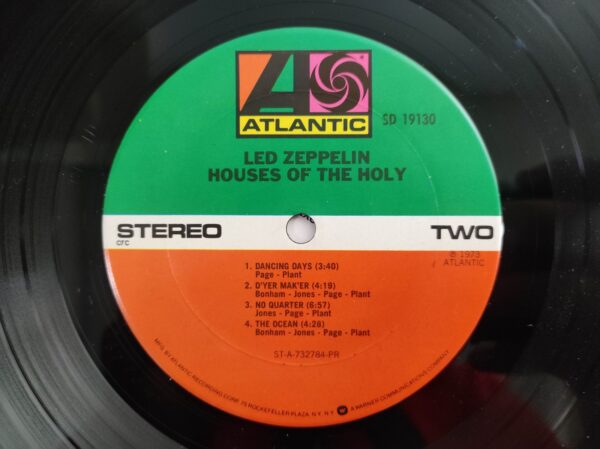 ATLANTIC
SD 19130
LED ZEPPELIN
HOUSES OF THE HOLY
STEREO
CFC
TWO
℗ 1973
ATLANTIC
1. DANCING DAYS (3:40)
Page - Plant
2. D'YER MAK'ER (4:19)
Bonham - Jones - Page - Plant
3. NO QUARTER (6:57)
Jones - Page - Plant
4. THE OCEAN (4:28)
Bonham - Jones - Page - Plant
ST-A-732784-PR
MFG. BY ATLANTIC RECORDING CORP. 75 ROCKEFELLER PLAZA, N.Y. N.Y. A WARNER COMMUNICATIONS COMPANY